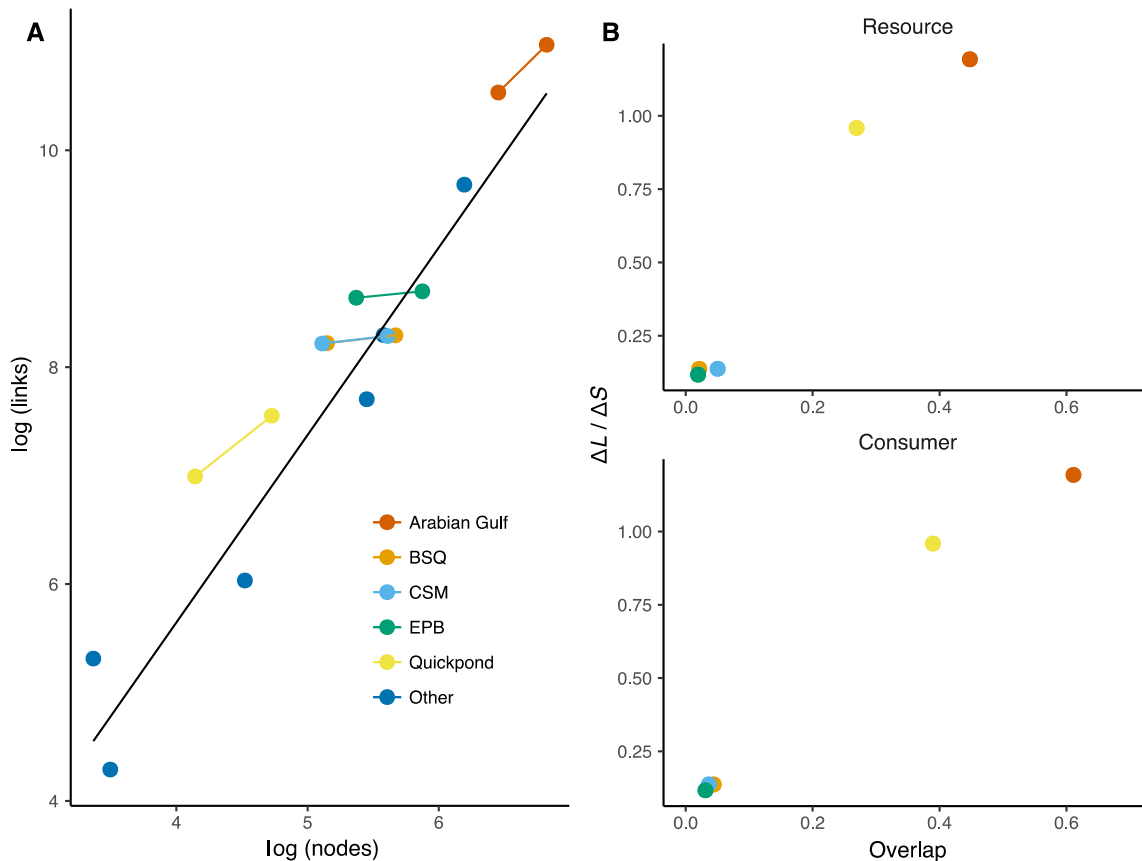 A
log (links)
10
8
6
4
Arabian Gulf
BSQ
CSM
EPB
Quickpond
Other
4 5 6
log (nodes)
B
Resource
1.00
0.75
0.50
0.25
0.0 0.2 0.4 0.6
ΔL / ΔS
Consumer
1.00
0.75
0.50
0.25
0.0 0.2 0.4 0.6
Overlap